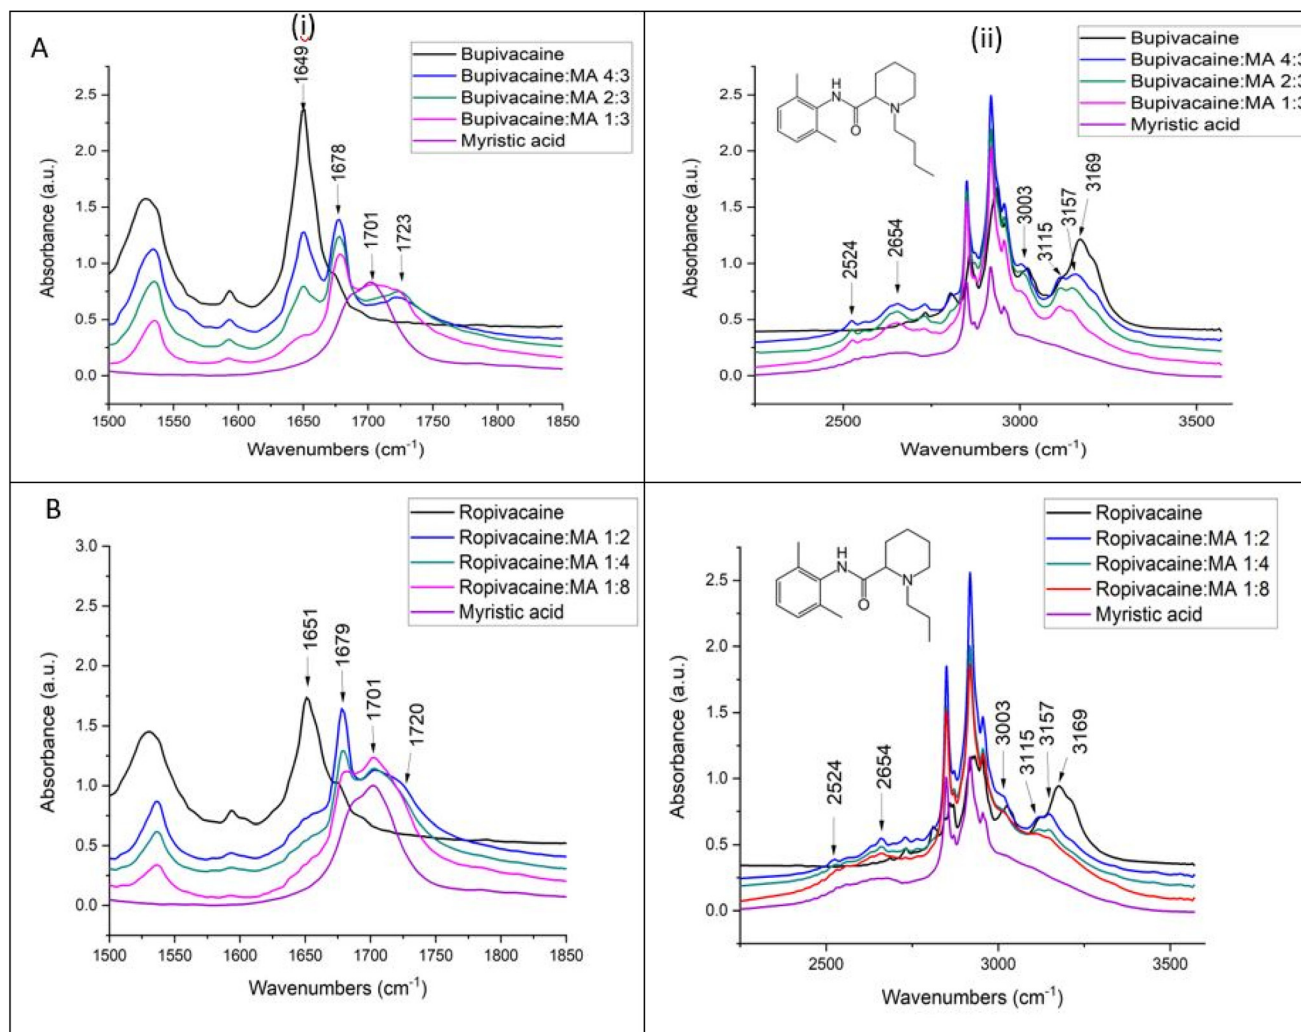 A
(i)
Bupivacaine
Bupivacaine:MA 4:3
Bupivacaine:MA 2:3
Bupivacaine:MA 1:3
Myristic acid
1649
1678
1701
1723
2.5
2.0
1.5
1.0
0.5
0.0
Absorbance (a.u.)
1500 1550 1600 1650 1700 1750 1800 1850
Wavenumbers (cm-1)
(ii)
Bupivacaine
Bupivacaine:MA 4:3
Bupivacaine:MA 2:3
Bupivacaine:MA 1:3
Myristic acid
H
N
N
O
2524
2654
3003
3115
3157
3169
2.5
2.0
1.5
1.0
0.5
0.0
Absorbance (a.u.)
2500 3000 3500
Wavenumbers (cm-1)
B
Ropivacaine
Ropivacaine:MA 1:2
Ropivacaine:MA 1:4
Ropivacaine:MA 1:8
Myristic acid
1651
1679
1701
1720
3.0
2.5
2.0
1.5
1.0
0.5
0.0
Absorbance (a.u.)
1500 1550 1600 1650 1700 1750 1800 1850
Wavenumbers (cm-1)
Ropivacaine
Ropivacaine:MA 1:2
Ropivacaine:MA 1:4
Ropivacaine:MA 1:8
Myristic acid
H
N
N
O
2524
2654
3003
3115
3157
3169
2.5
2.0
1.5
1.0
0.5
0.0
Absorbance (a.u.)
2500 3000 3500
Wavenumbers (cm-1)